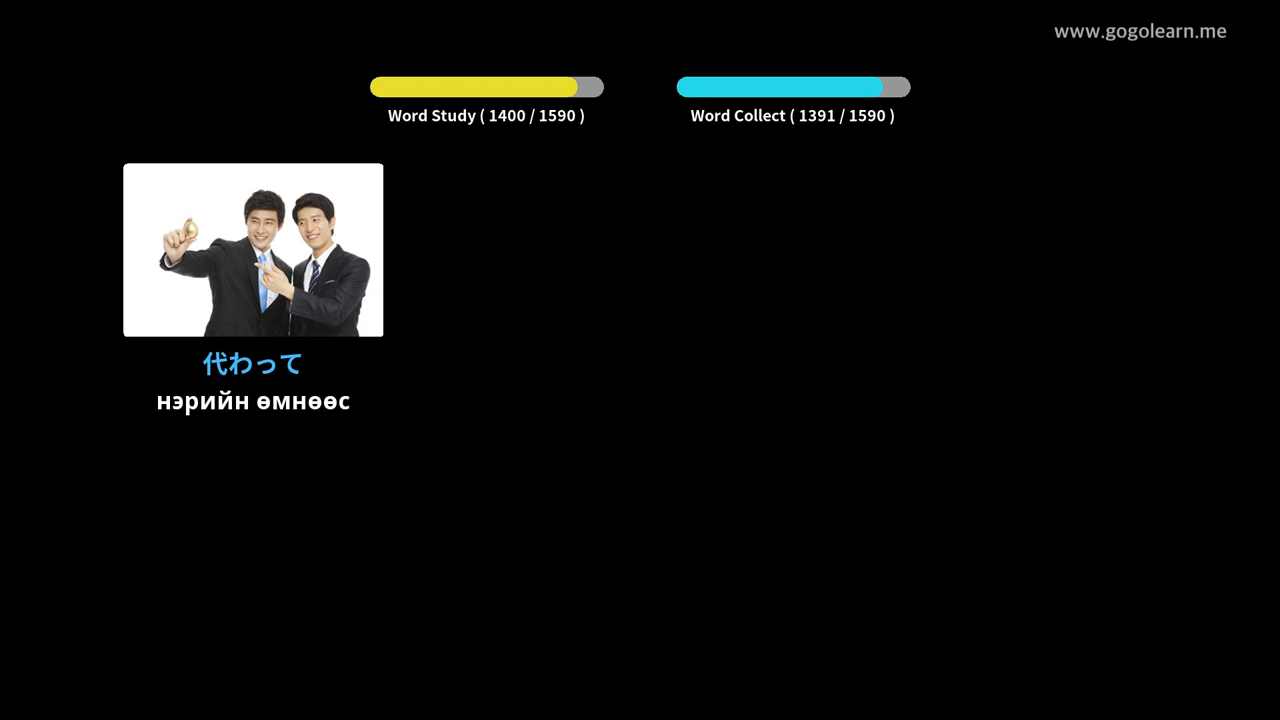 www.gogolearn.me
Word Study ( 1400 / 1590 )
Word Collect ( 1391 / 1590 )
代わって
нэрийн өмнөөс